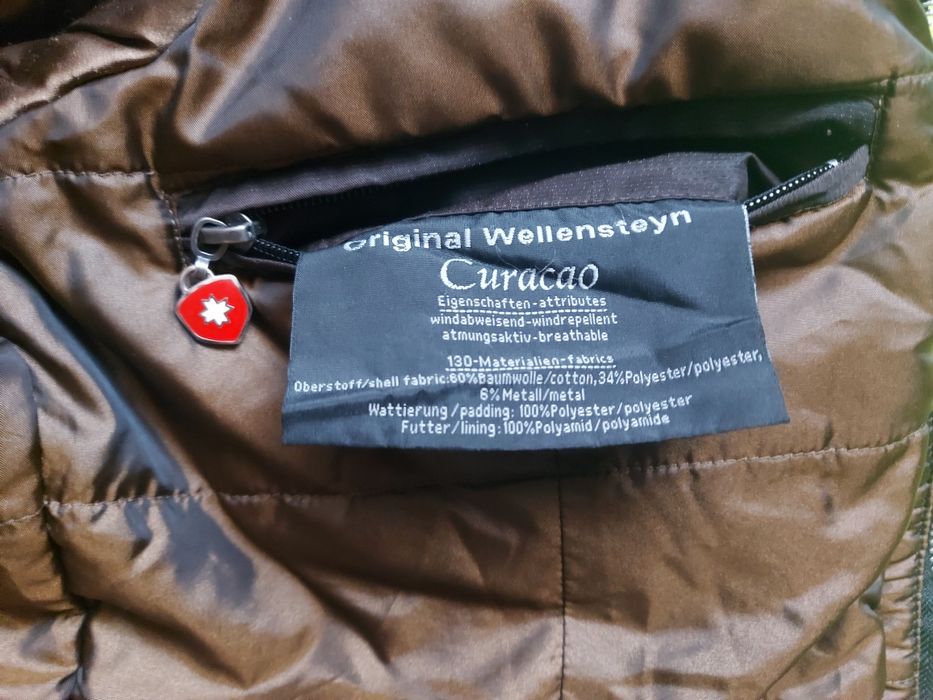 Original Wellensteyn
Curacao
Eigenschaften-attributes
windabweisend-windrepellent
atmungsaktiv-breathable
130-Materialien-fabrics
Oberstoff/shell fabric:60%Baumwolle/cotton,34%Polyester/polyester,
6%Metall/metal
Wattierung/padding: 100%Polyester/polyester
Futter/lining:100%Polyamid/polyamide